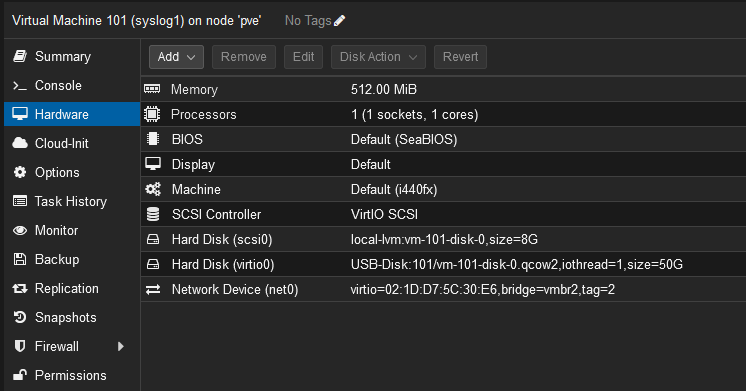 Virtual Machine 101 (syslog1) on node 'pve' No Tags
Summary
Console
Hardware
Cloud-Init
Options
Task History
Monitor
Backup
Replication
Snapshots
Firewall
Permissions
Add Remove Edit Disk Action Revert
Memory 512.00 MiB
Processors 1 (1 sockets, 1 cores)
BIOS Default (SeaBIOS)
Display Default
Machine Default (i440fx)
SCSI Controller VirtIO SCSI
Hard Disk (scsi0) local-lvm:vm-101-disk-0,size=8G
Hard Disk (virtio0) USB-Disk:101/vm-101-disk-0.qcow2,iothread=1,size=50G
Network Device (net0) virtio=02:1D:D7:5C:30:E6,bridge=vmbr2,tag=2